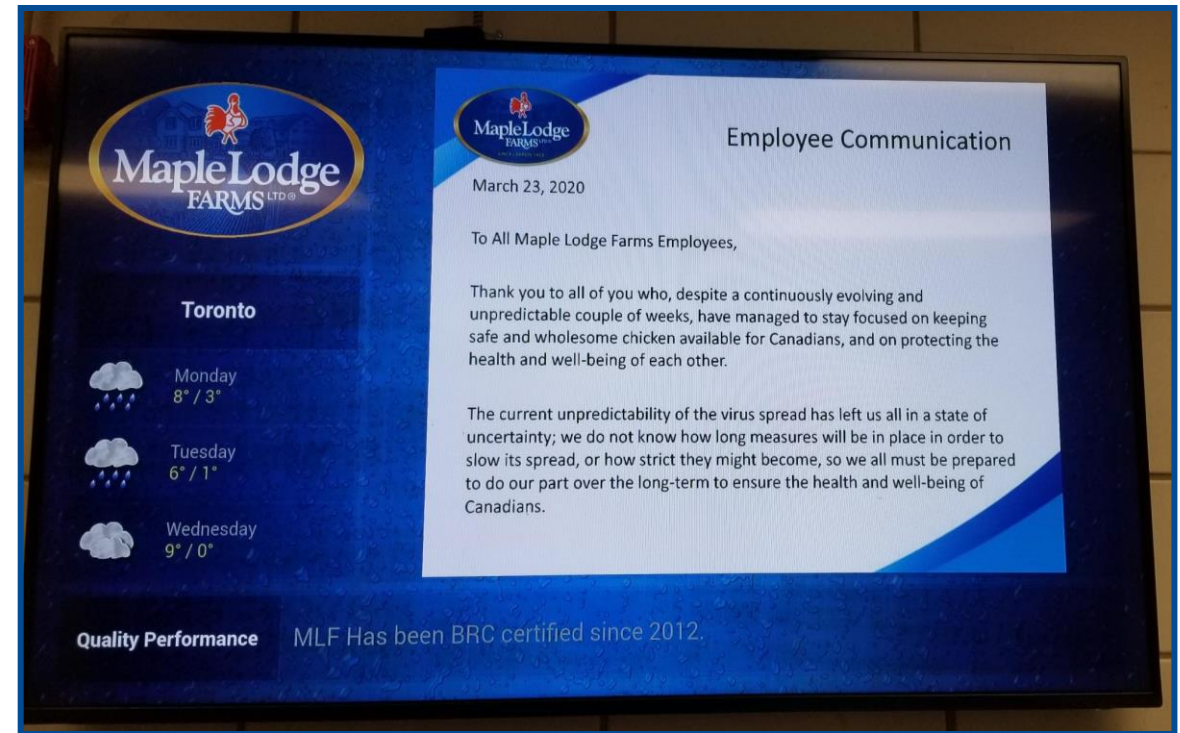 Maple Lodge
FARMS LTD®
Toronto
Monday
8° / 3°
Tuesday
6° / 1°
Wednesday
9° / 0°
Maple Lodge
FARMS LTD
Employee Communication
March 23, 2020
To All Maple Lodge Farms Employees,
Thank you to all of you who, despite a continuously evolving and
unpredictable couple of weeks, have managed to stay focused on keeping
safe and wholesome chicken available for Canadians, and on protecting the
health and well-being of each other.
The current unpredictability of the virus spread has left us all in a state of
uncertainty; we do not know how long measures will be in place in order to
slow its spread, or how strict they might become, so we all must be prepared
to do our part over the long-term to ensure the health and well-being of
Canadians.
Quality Performance
MLF Has been BRC certified since 2012.